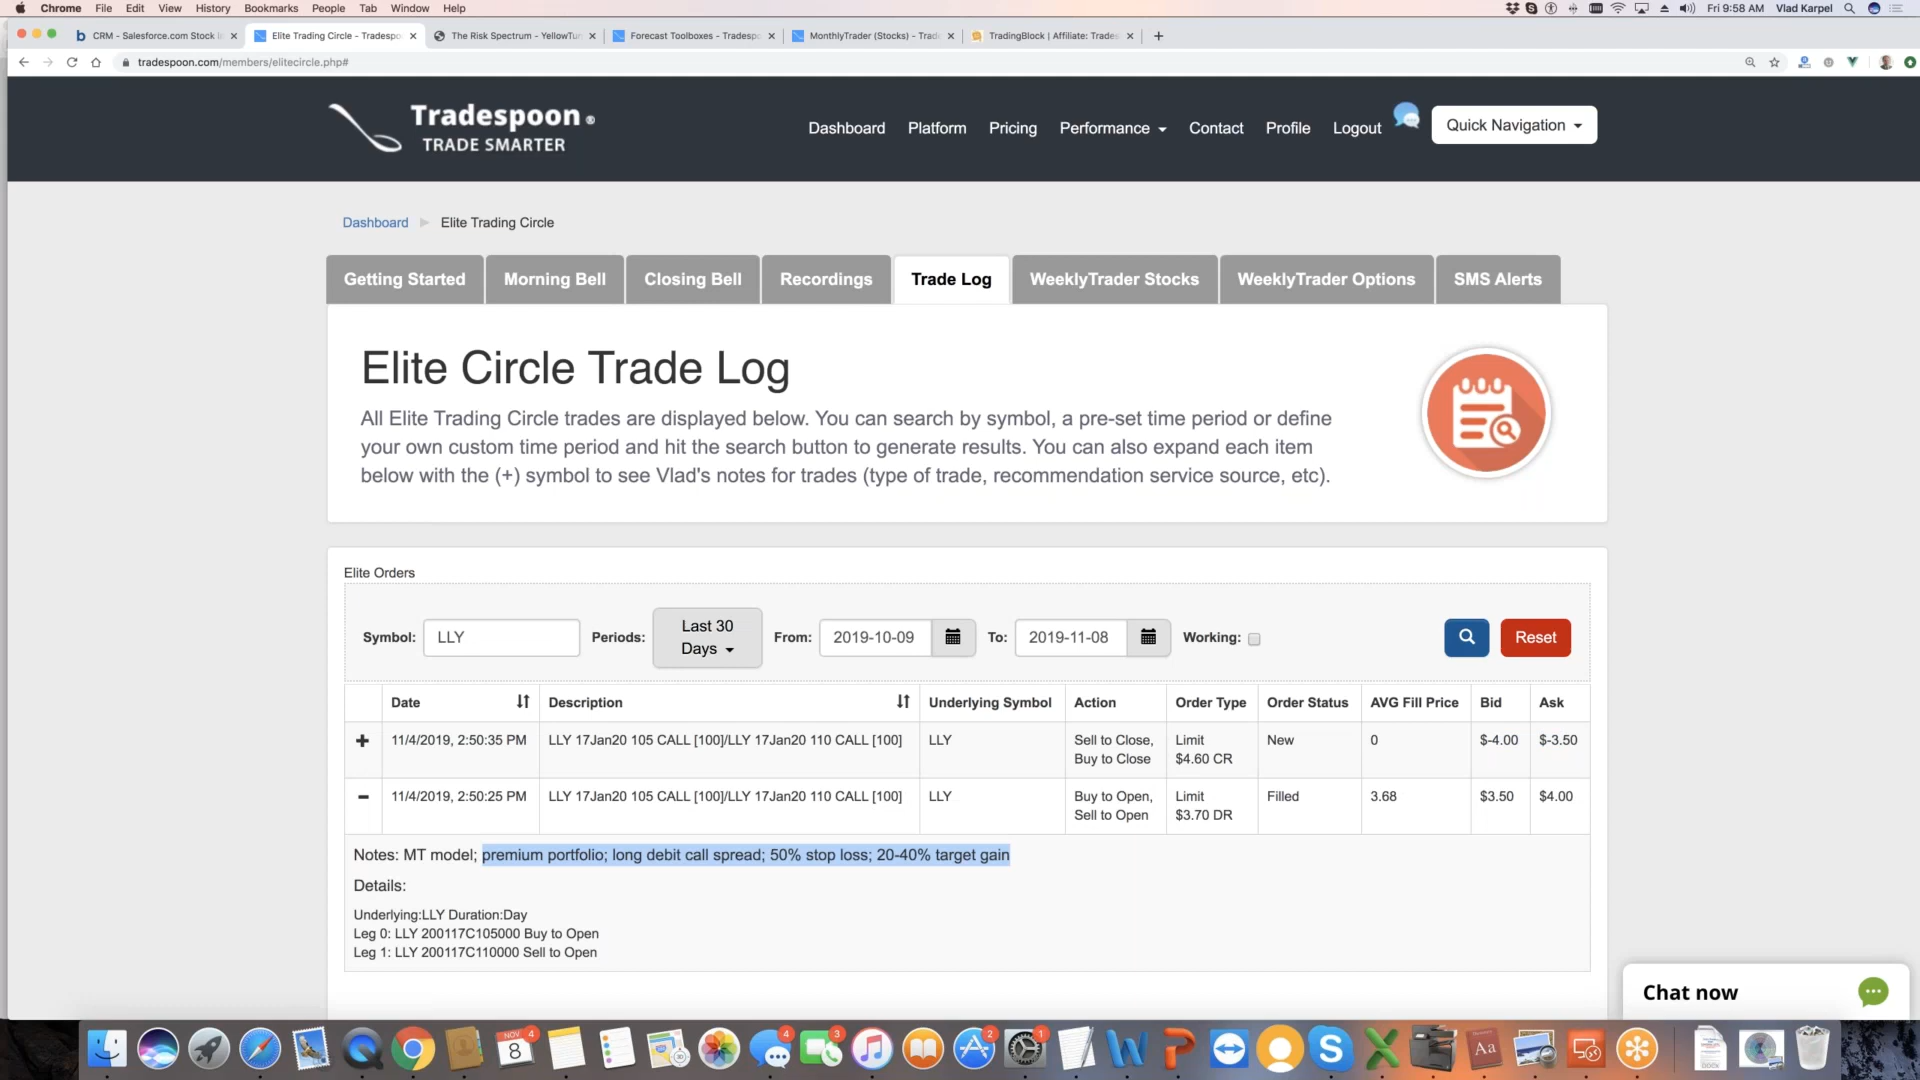 Chrome File Edit View History Bookmarks People Tab Window Help
Fri 9:58 AM Vlad Karpel
CRM - Salesforce.com Stock
Elite Trading Circle - Tradespo
The Risk Spectrum - YellowTu
Forecast Toolboxes - Tradespo
MonthlyTrader (Stocks) - Trad
TradingBlock | Affiliate: Trades
tradespoon.com/members/elitecircle.php#
Tradespoon ®
TRADE SMARTER
Dashboard Platform Pricing Performance Contact Profile Logout Quick Navigation
Dashboard Elite Trading Circle
Getting Started Morning Bell Closing Bell Recordings Trade Log WeeklyTrader Stocks WeeklyTrader Options SMS Alerts
Elite Circle Trade Log
All Elite Trading Circle trades are displayed below. You can search by symbol, a pre-set time period or define
your own custom time period and hit the search button to generate results. You can also expand each item
below with the (+) symbol to see Vlad's notes for trades (type of trade, recommendation service source, etc).
Elite Orders
Symbol: LLY Periods: Last 30 Days From: 2019-10-09 To: 2019-11-08 Working: Reset
Date Description Underlying Symbol Action Order Type Order Status AVG Fill Price Bid Ask
11/4/2019, 2:50:35 PM LLY 17Jan20 105 CALL [100]/LLY 17Jan20 110 CALL [100] LLY Sell to Close, Limit New 0 $-4.00 $-3.50
Buy to Close $4.60 CR
11/4/2019, 2:50:25 PM LLY 17Jan20 105 CALL [100]/LLY 17Jan20 110 CALL [100] LLY Buy to Open, Limit Filled 3.68 $3.50 $4.00
Sell to Open $3.70 DR
Notes: MT model; premium portfolio; long debit call spread; 50% stop loss; 20-40% target gain
Details:
Underlying:LLY Duration:Day
Leg 0: LLY 200117C105000 Buy to Open
Leg 1: LLY 200117C110000 Sell to Open
Chat now
NOV
8
4
4
3
2
1
Aa
DOCX